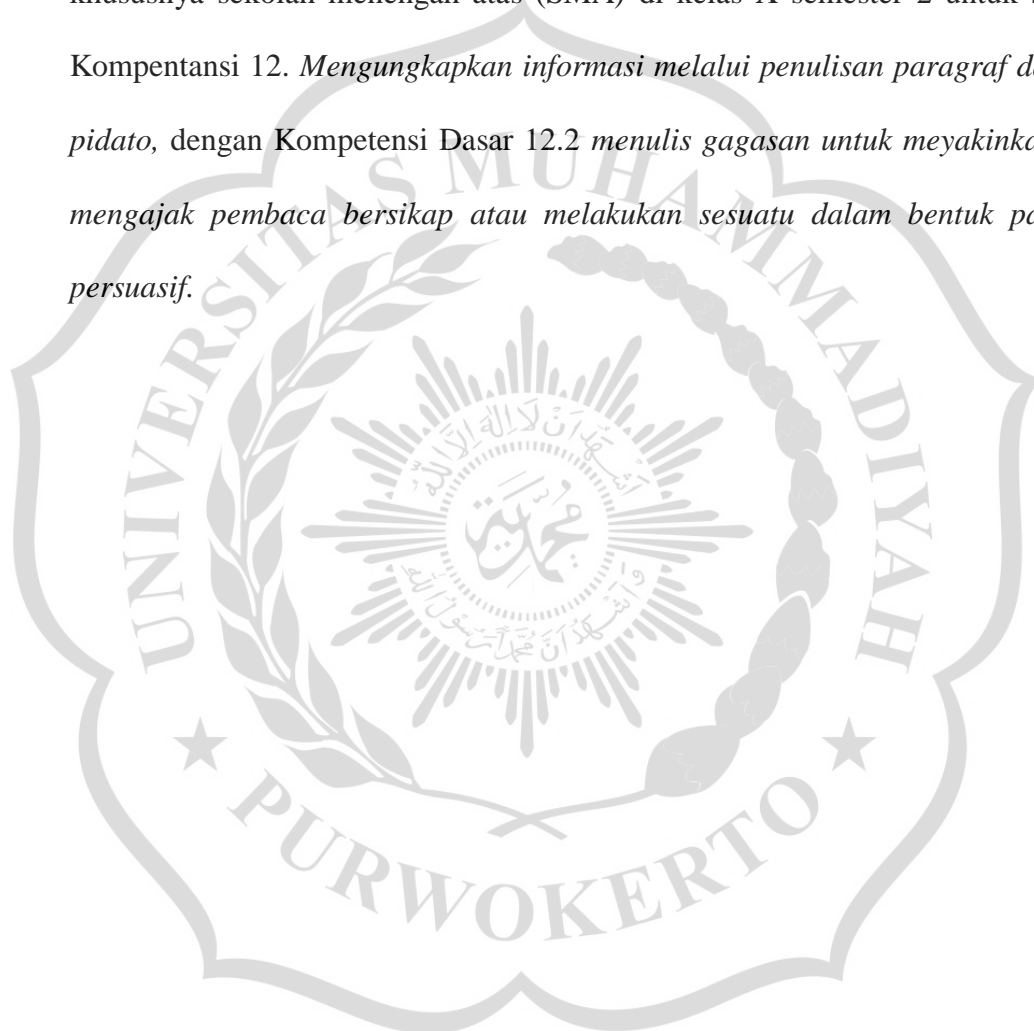 khususnya sekolah menengah atas (SMA) di kelas X semester 2 untuk
Kompentansi 12. Mengungkapkan informasi melalui penulisan paragraf
pidato, dengan Kompetensi Dasar 12.2 menulis gagasan untuk
mengajak pembaca bersikap atau melakukan sesuatu dalam bentuk
persuasif.
UNIVERSITAS MUHAMMADIYAH
PURWOKERTO